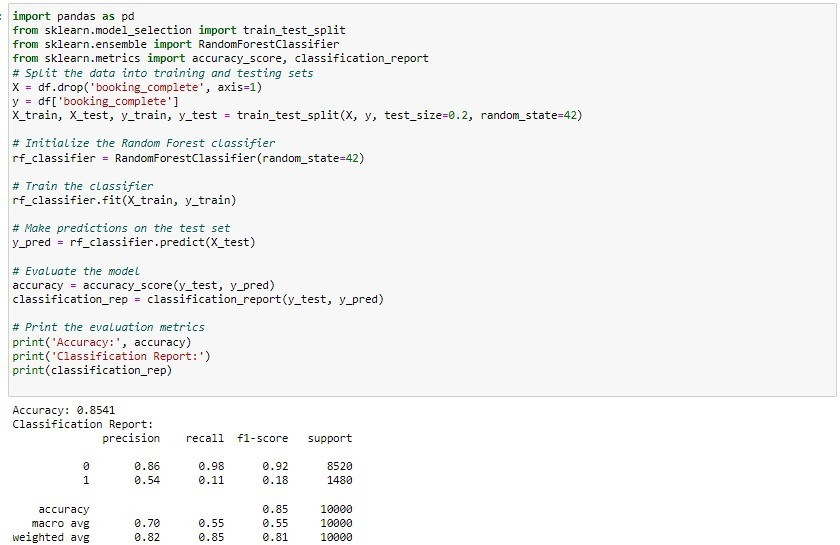 import pandas as pd
from sklearn.model_selection import train_test_split
from sklearn.ensemble import RandomForestClassifier
from sklearn.metrics import accuracy_score, classification_report
# Split the data into training and testing sets
X = df.drop('booking_complete', axis=1)
y = df['booking_complete']
X_train, X_test, y_train, y_test = train_test_split(X, y, test_size=0.2, random_state=42)

# Initialize the Random Forest classifier
rf_classifier = RandomForestClassifier(random_state=42)

# Train the classifier
rf_classifier.fit(X_train, y_train)

# Make predictions on the test set
y_pred = rf_classifier.predict(X_test)

# Evaluate the model
accuracy = accuracy_score(y_test, y_pred)
classification_rep = classification_report(y_test, y_pred)

# Print the evaluation metrics
print('Accuracy:', accuracy)
print('Classification Report:')
print(classification_rep)

Accuracy: 0.8541
Classification Report:
              precision    recall  f1-score   support

           0       0.86      0.98      0.92      8520
           1       0.54      0.11      0.18      1480

    accuracy                           0.85     10000
   macro avg       0.70      0.55      0.55     10000
weighted avg       0.82      0.85      0.81     10000